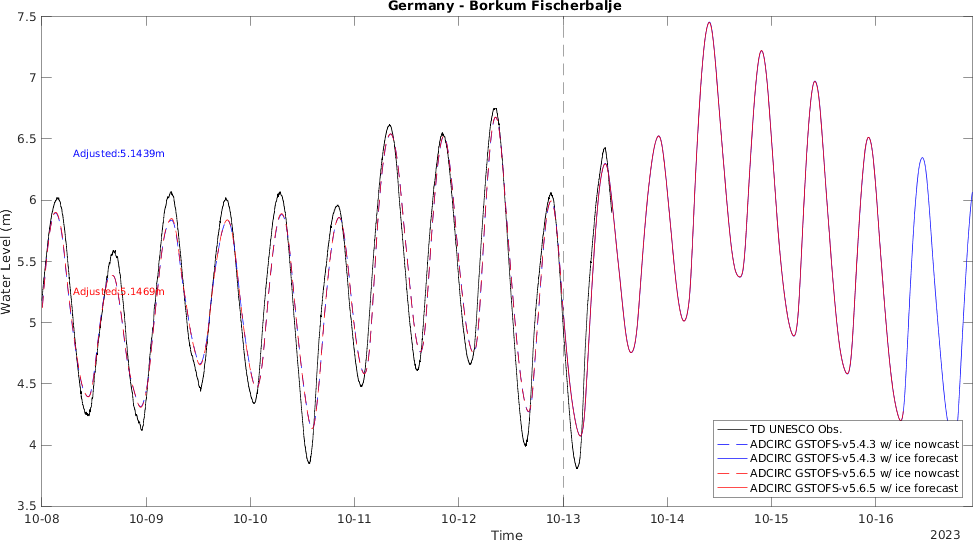 Germany - Borkum Fischerbalje
7.5
7
6.5
6
5.5
5
4.5
4
3.5
Water Level (m)
Adjusted:5.1439m
Adjusted:5.1469m
TD UNESCO Obs.
ADCIRC GSTOFS-v5.4.3 w/ ice nowcast
ADCIRC GSTOFS-v5.4.3 w/ ice forecast
ADCIRC GSTOFS-v5.6.5 w/ ice nowcast
ADCIRC GSTOFS-v5.6.5 w/ ice forecast
10-08 10-09 10-10 10-11 10-12 10-13 10-14 10-15 10-16
Time
2023